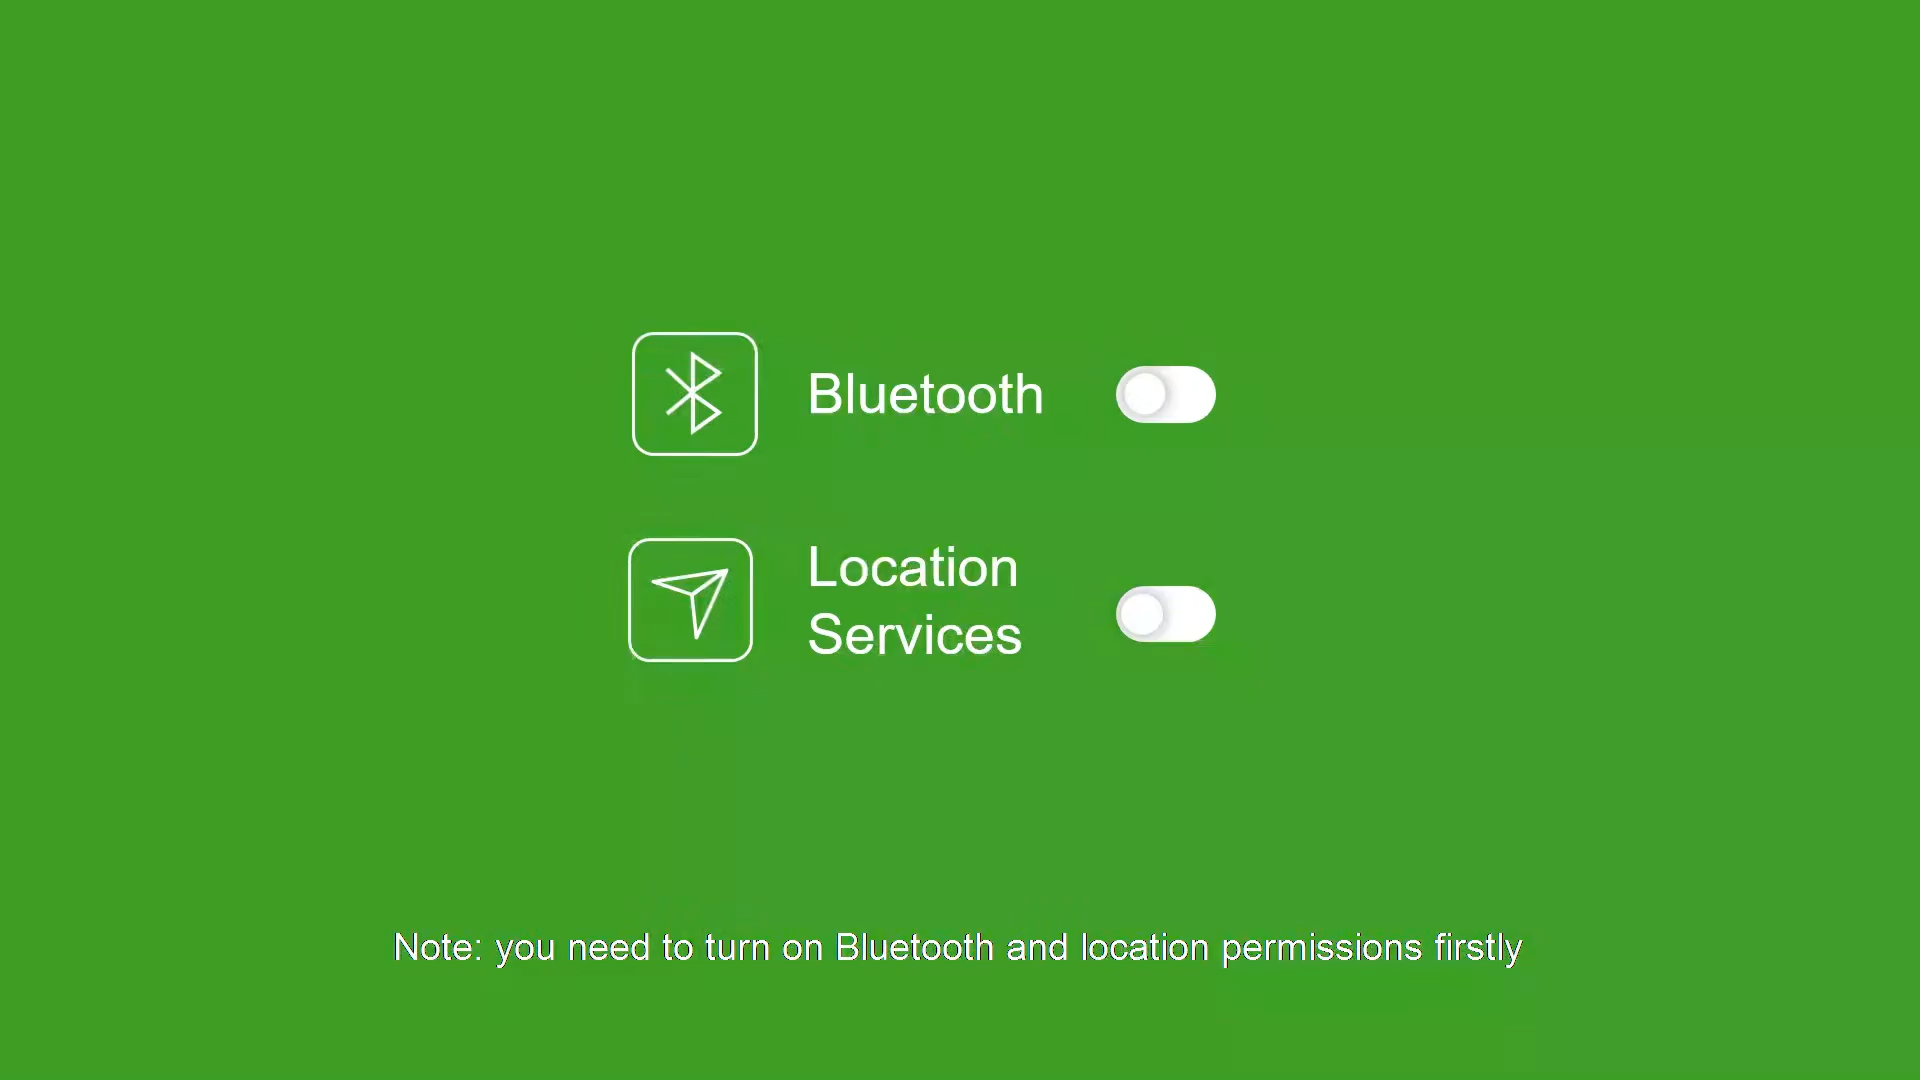 Bluetooth
Location
Services
Note: you need to turn on Bluetooth and location permissions firstly